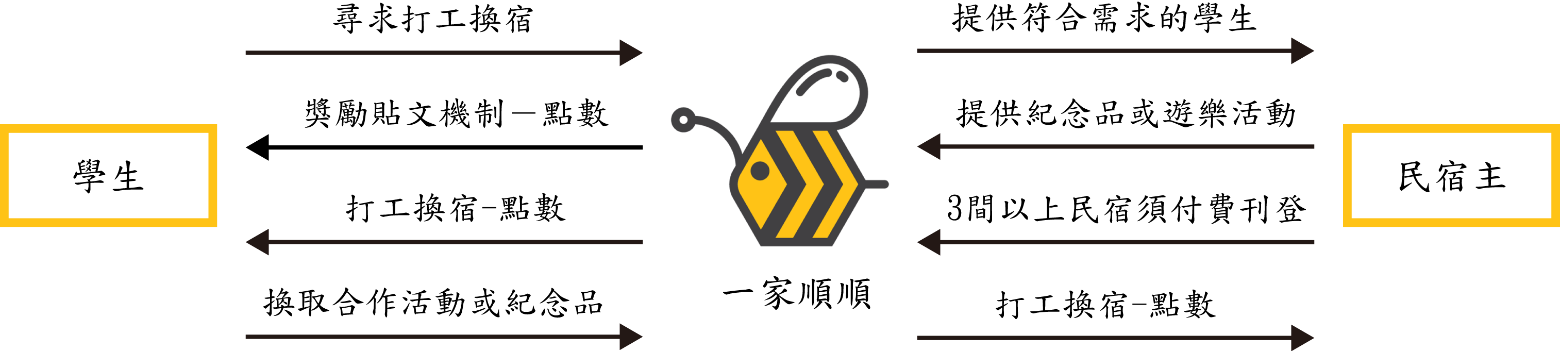 尋求打工換宿
提供符合需求的學生
獎勵貼文機制－點數
提供紀念品或遊樂活動
學生
民宿主
打工換宿-點數
3間以上民宿須付費刊登
一家順順
換取合作活動或紀念品
打工換宿-點數